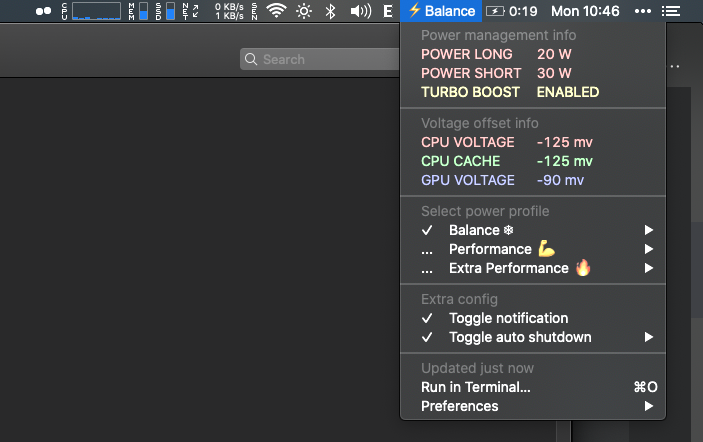 CPU MEM SSD NET 0 KB/s 1 KB/s SEN E ⚡Balance 0:19 Mon 10:46
Search
Power management info
POWER LONG 20 W
POWER SHORT 30 W
TURBO BOOST ENABLED
Voltage offset info
CPU VOLTAGE -125 mv
CPU CACHE -125 mv
GPU VOLTAGE -90 mv
Select power profile
✓ Balance ❄
... Performance 💪
... Extra Performance 🔥
Extra config
✓ Toggle notification
✓ Toggle auto shutdown
Updated just now
Run in Terminal... ⌘O
Preferences